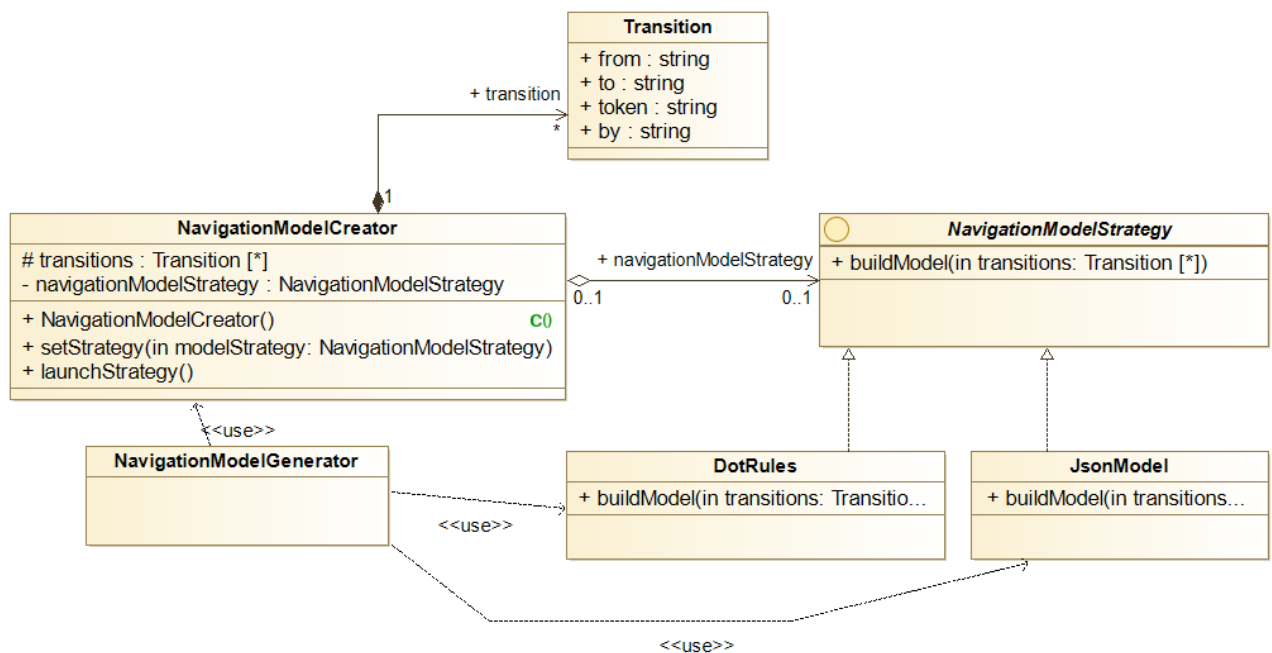 Transition
+ from : string
+ to : string
+ token : string
+ by : string
+ transition
*
1
NavigationModelCreator
# transitions : Transition [*]
- navigationModelStrategy : NavigationModelStrategy
+ NavigationModelCreator() C()
+ setStrategy(in modelStrategy: NavigationModelStrategy)
+ launchStrategy()
+ navigationModelStrategy
0..1
0..1
NavigationModelStrategy
+ buildModel(in transitions: Transition [*])
<<use>>
NavigationModelGenerator
<<use>>
DotRules
+ buildModel(in transitions: Transitio...
JsonModel
+ buildModel(in transitions...
<<use>>